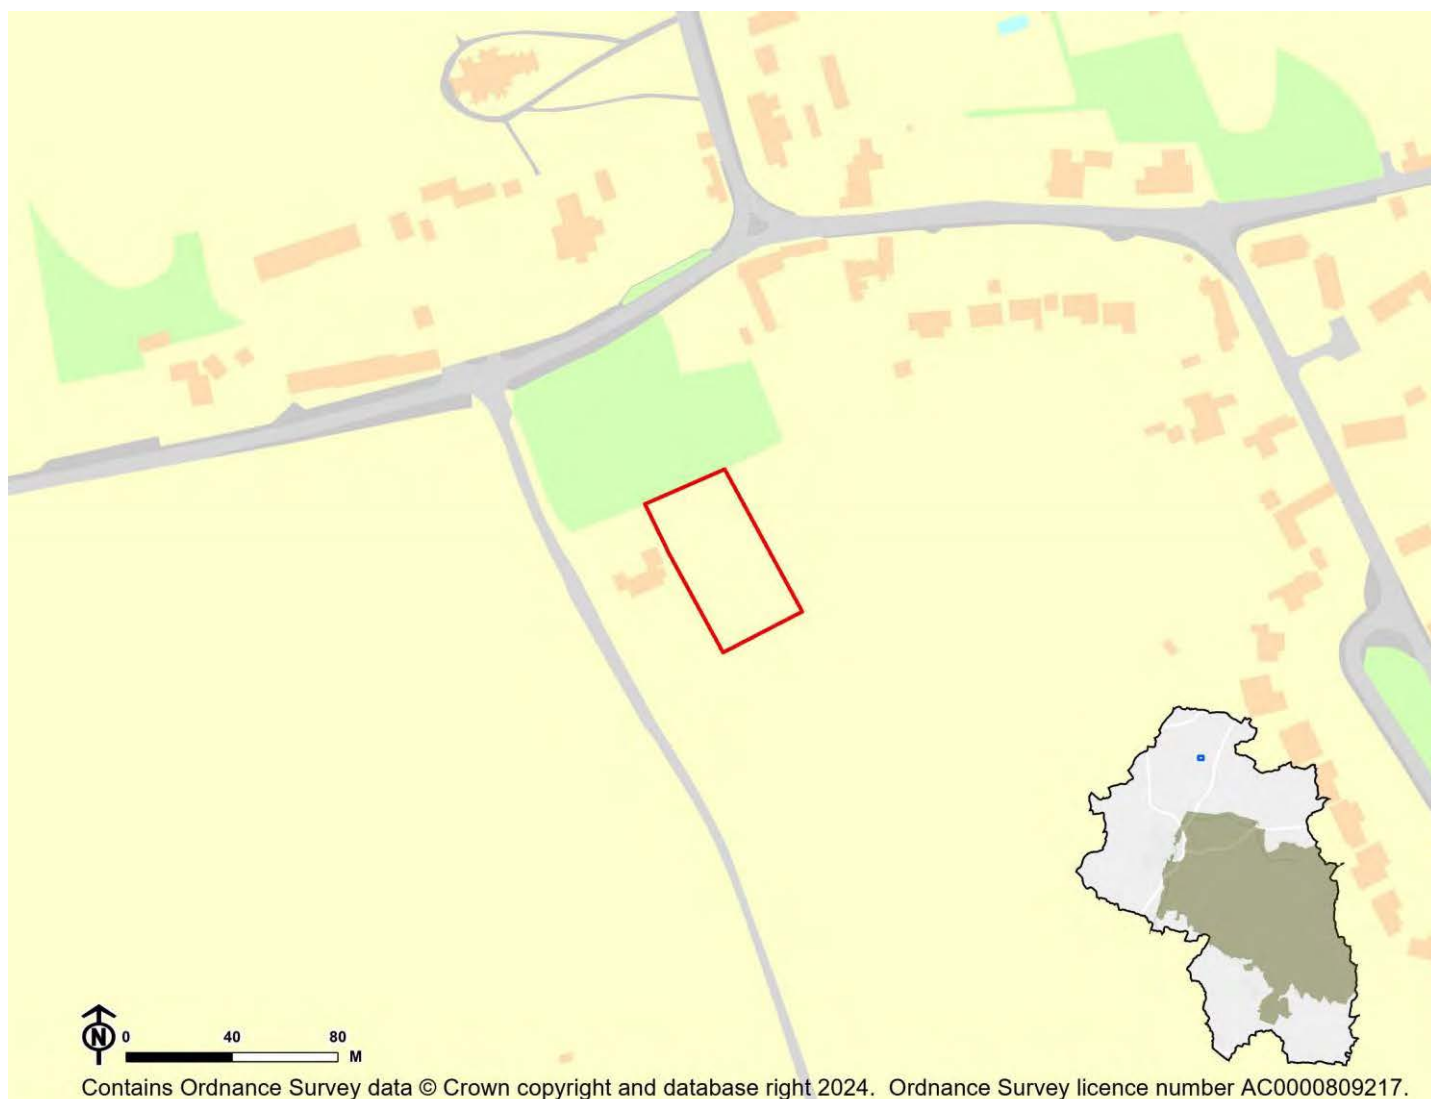 N
0 40 80
M
Contains Ordnance Survey data © Crown copyright and database right 2024. Ordnance Survey licence number AC0000809217.